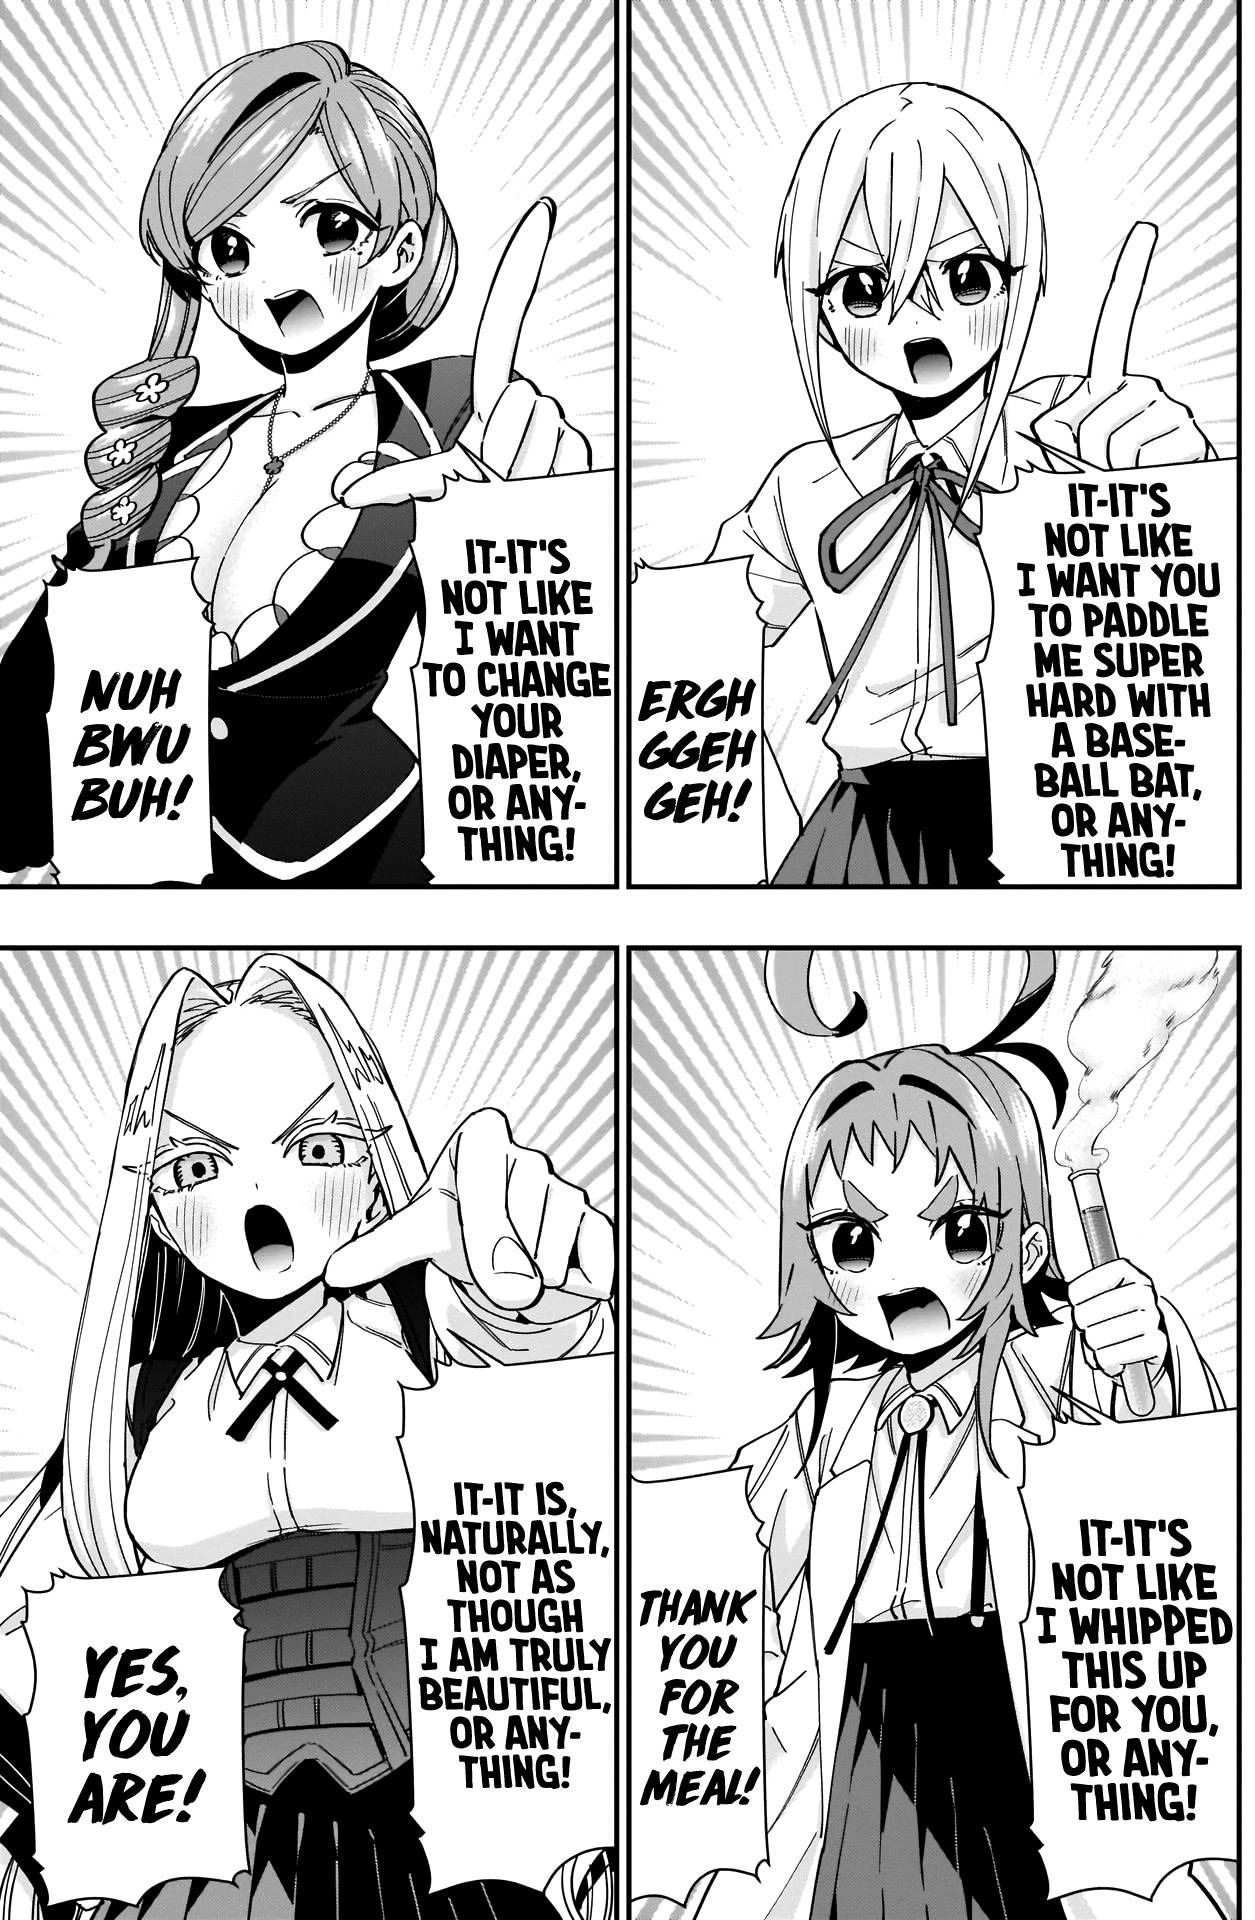 IT-IT'S
NOT LIKE
I WANT YOU
TO PADDLE
ME SUPER
HARD WITH
A BASE-
BALL BAT,
OR ANY-
THING!
ERGH
GGEH
GEH!
IT-IT'S
NOT LIKE
I WANT
TO CHANGE
YOUR
DIAPER,
OR ANY-
THING!
NUH
BWU
BUH!
IT-IT'S
NOT LIKE
I WHIPPED
THIS UP
FOR YOU,
OR ANY-
THING!
THANK
YOU
FOR
THE
MEAL!
IT-IT IS,
NATURALLY,
NOT AS
THOUGH
I AM TRULY
BEAUTIFUL,
OR ANY-
THING!
YES,
YOU
ARE!